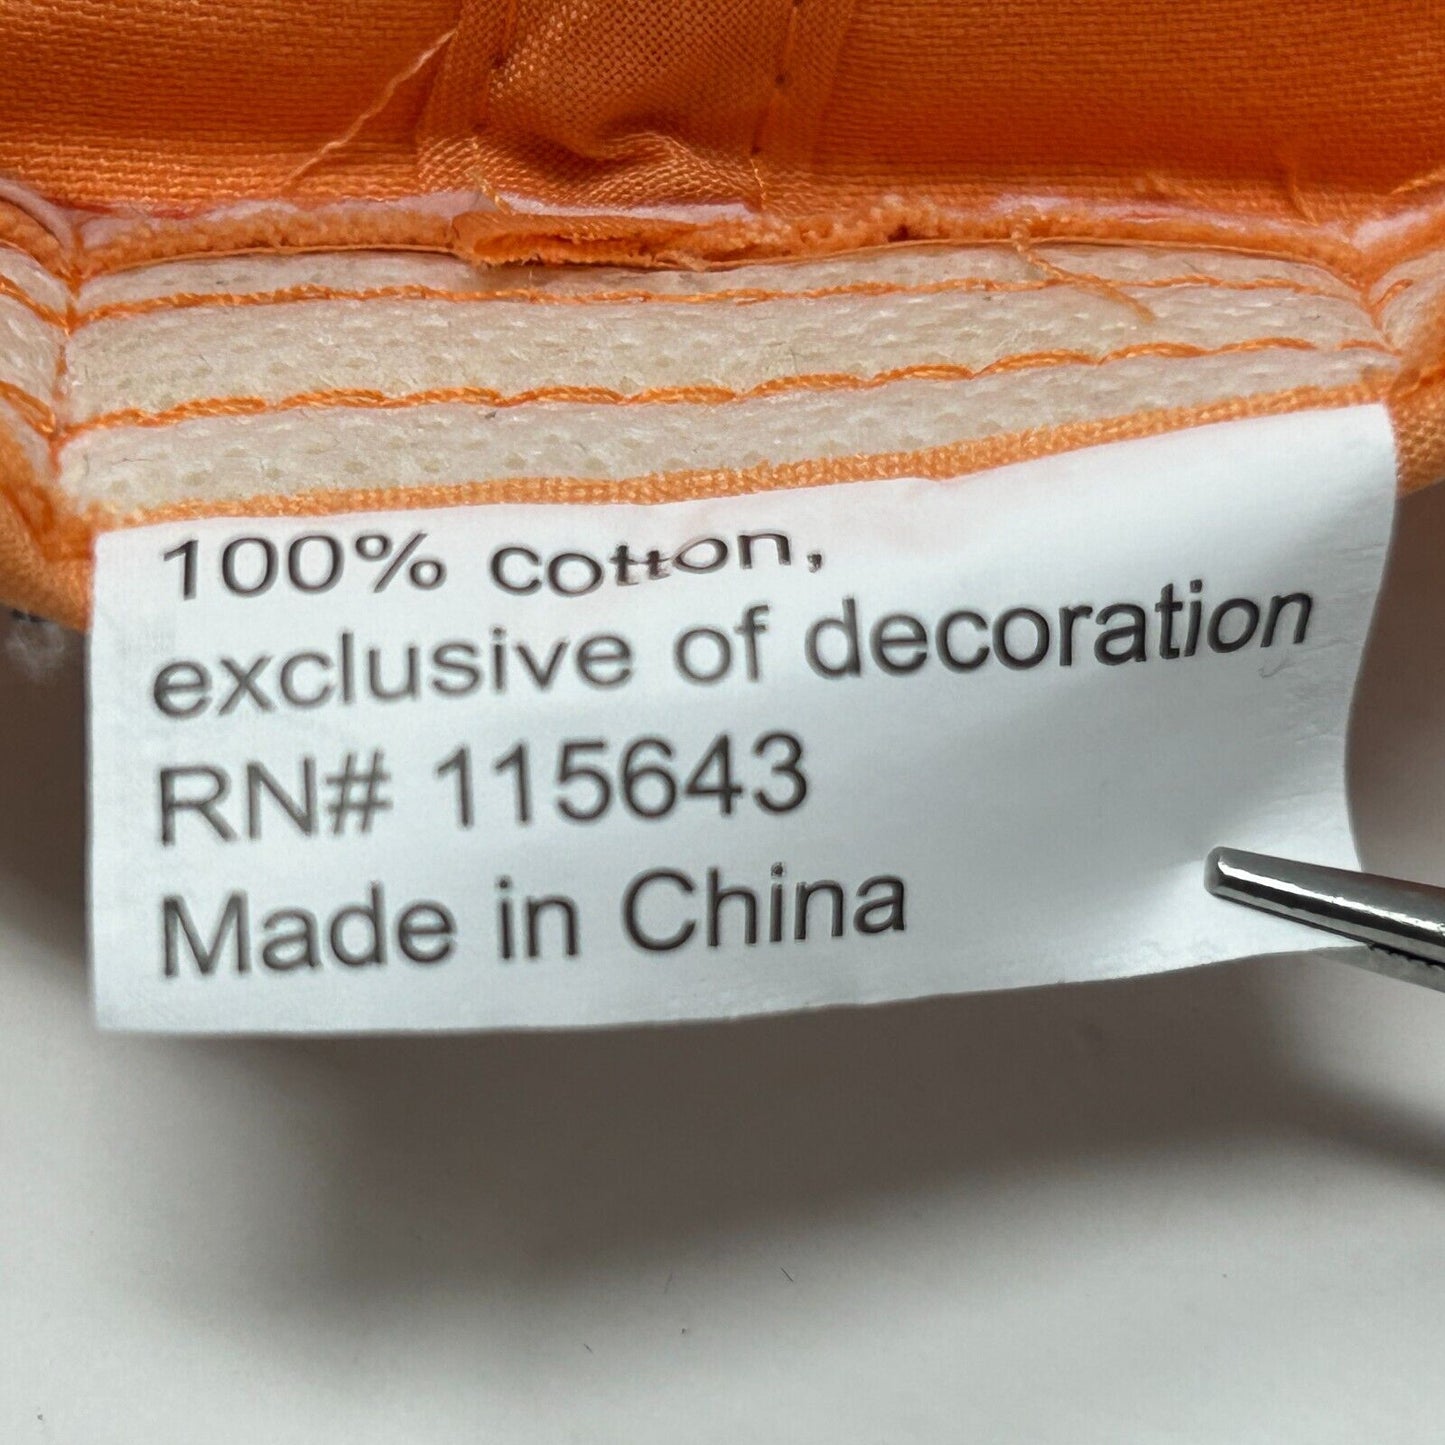 100% cotton,
exclusive of decoration
RN# 115643
Made in China